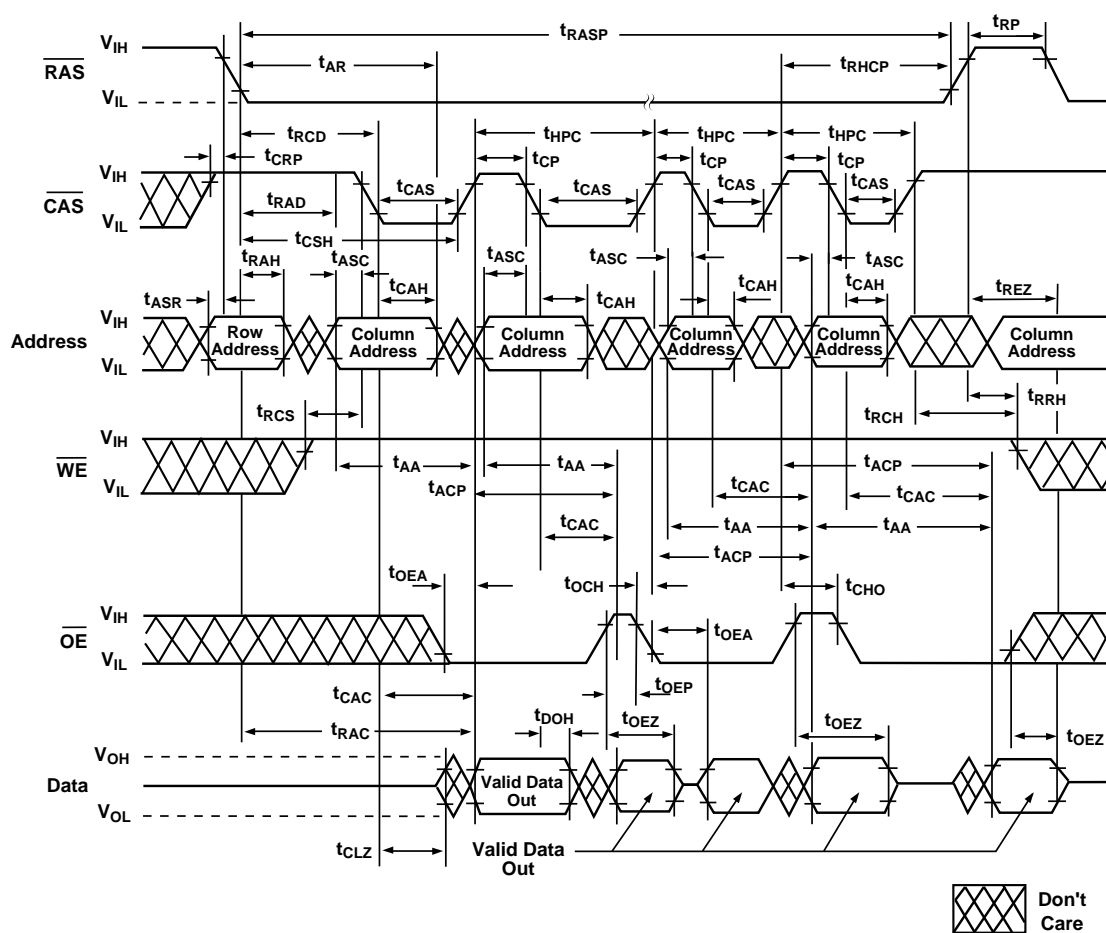 VIH
tRASP
tRP
RAS
tAR
tRHCP
VIL
tRCD
tHPC
tHPC
tHPC
tCRP
tCP
tCP
tCP
VIH
CAS
tCAS
tCAS
tCAS
tCAS
tRAD
VIL
tCSH
tRAH
tASC
tASC
tASC
tASC
tASR
tCAH
tCAH
tCAH
tCAH
tREZ
VIH
Address
Row Address
Column Address
Column Address
Column Address
Column Address
Column Address
VIL
tRCS
tRCH
tRRH
VIH
WE
tAA
tAA
tACP
VIL
tACP
tCAC
tCAC
tCAC
tAA
tAA
tACP
tOEA
tOCH
tCHO
VIH
OE
tOEA
VIL
tCAC
tOEP
tRAC
tDOH
tOEZ
tOEZ
tOEZ
VOH
Data
Valid Data Out
VOL
tCLZ
Valid Data Out
Don't Care